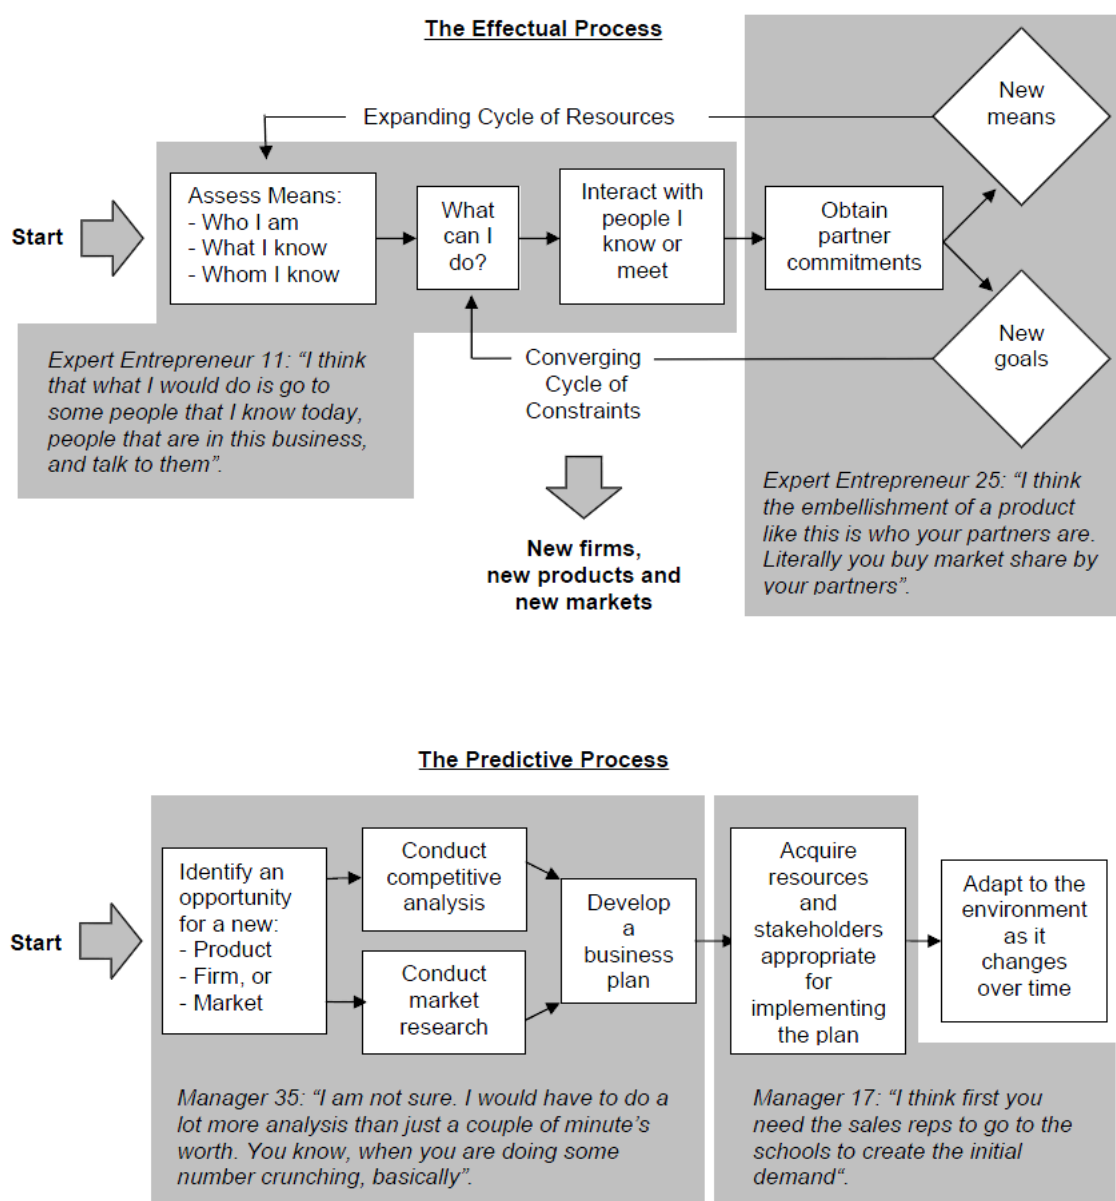 The Effectual Process
New
means
Expanding Cycle of Resources
Start
Assess Means:
- Who I am
- What I know
- Whom I know
What
can I
do?
Interact with
people I
know or
meet
Obtain
partner
commitments
New
goals
Converging
Cycle of
Constraints
Expert Entrepreneur 11: “I think
that what I would do is go to
some people that I know today,
people that are in this business,
and talk to them”.
Expert Entrepreneur 25: “I think
the embellishment of a product
like this is who your partners are.
Literally you buy market share by
your partners”.
New firms,
new products and
new markets
The Predictive Process
Start
Identify an
opportunity
for a new:
- Product
- Firm, or
- Market
Conduct
competitive
analysis
Conduct
market
research
Develop
a
business
plan
Acquire
resources
and
stakeholders
appropriate
for
implementing
the plan
Adapt to the
environment
as it
changes
over time
Manager 35: “I am not sure. I would have to do a
lot more analysis than just a couple of minute’s
worth. You know, when you are doing some
number crunching, basically”.
Manager 17: “I think first you
need the sales reps to go to the
schools to create the initial
demand“.